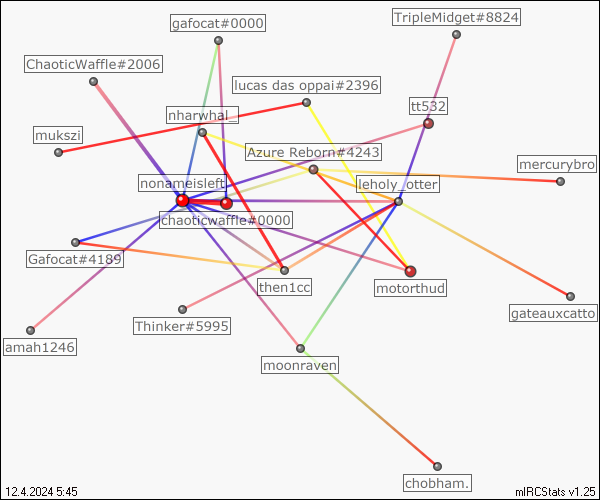 gafocat#0000
TripleMidget#8824
ChaoticWaffle#2006
lucas das oppai#2396
tt532
nharwhal_
mukszi
Azure Reborn#4243
mercurybro
nonameisleft
leholy_otter
chaoticwaffle#0000
Gafocat#4189
then1cc
motorthud
gateauxcatto
Thinker#5995
amah1246
moonraven
chobham.
12.4.2024 5:45
mIRCStats v1.25